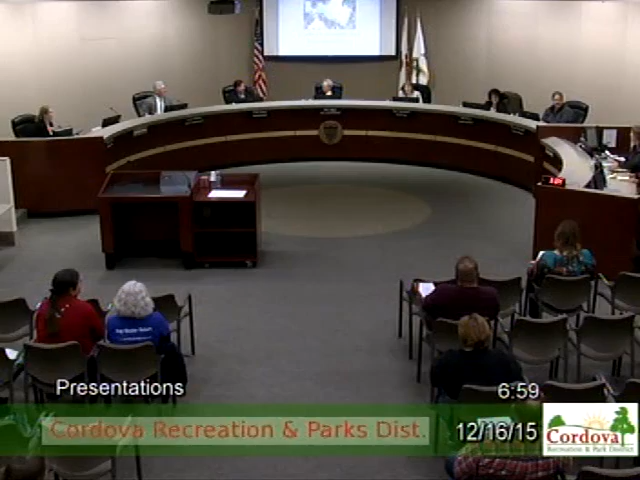 Presentations
6:59
Cordova Recreation & Parks Dist.
12/16/15
Cordova
Recreation & Park District